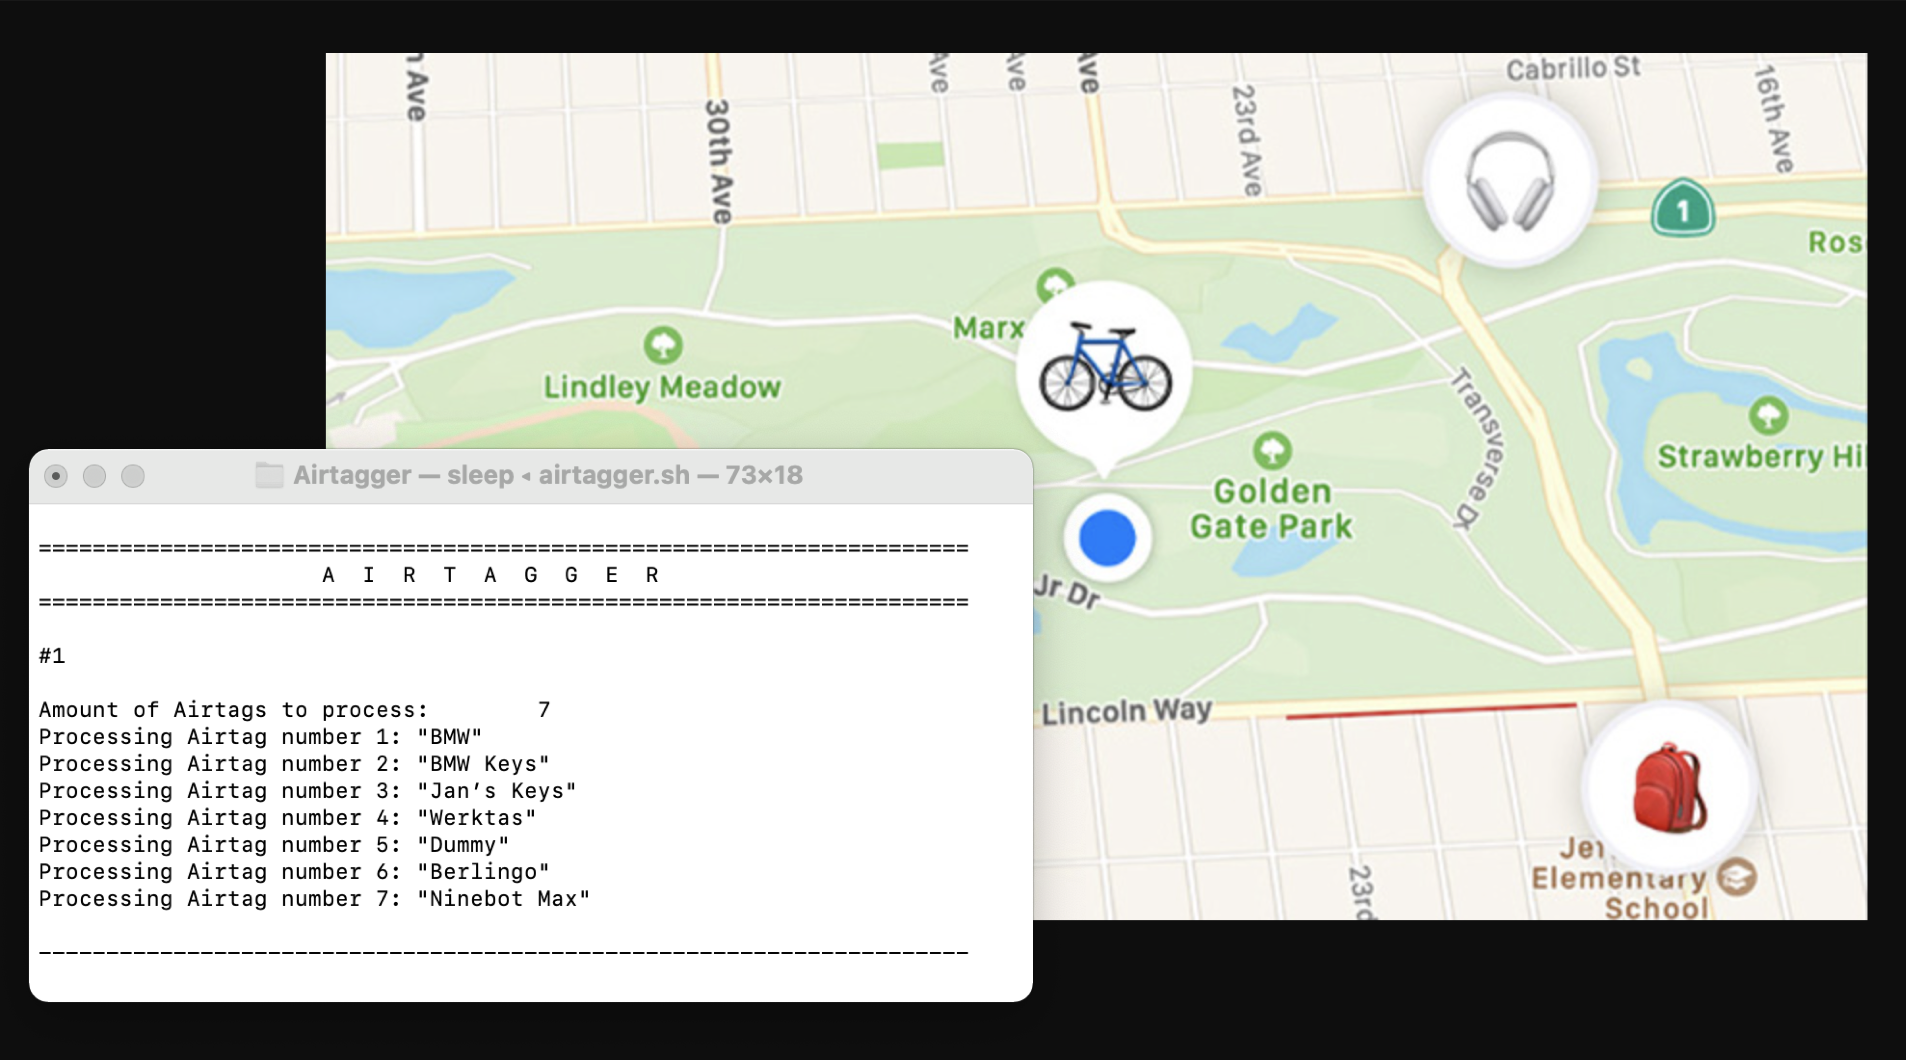 n Ave
30th Ave
Ave
Ave
Ave
23rd Ave
Cabrillo St
16th Ave
1
Ros
Marx
Lindley Meadow
Transverse Dr
Strawberry Hil
Golden
Gate Park
Jr Dr
Lincoln Way
23rd
Jef
Elementary
School
Airtagger — sleep ◂ airtagger.sh — 73×18
=====================================================================
A I R T A G G E R
=====================================================================
#1
Amount of Airtags to process:        7
Processing Airtag number 1: "BMW"
Processing Airtag number 2: "BMW Keys"
Processing Airtag number 3: "Jan’s Keys"
Processing Airtag number 4: "Werktas"
Processing Airtag number 5: "Dummy"
Processing Airtag number 6: "Berlingo"
Processing Airtag number 7: "Ninebot Max"
---------------------------------------------------------------------